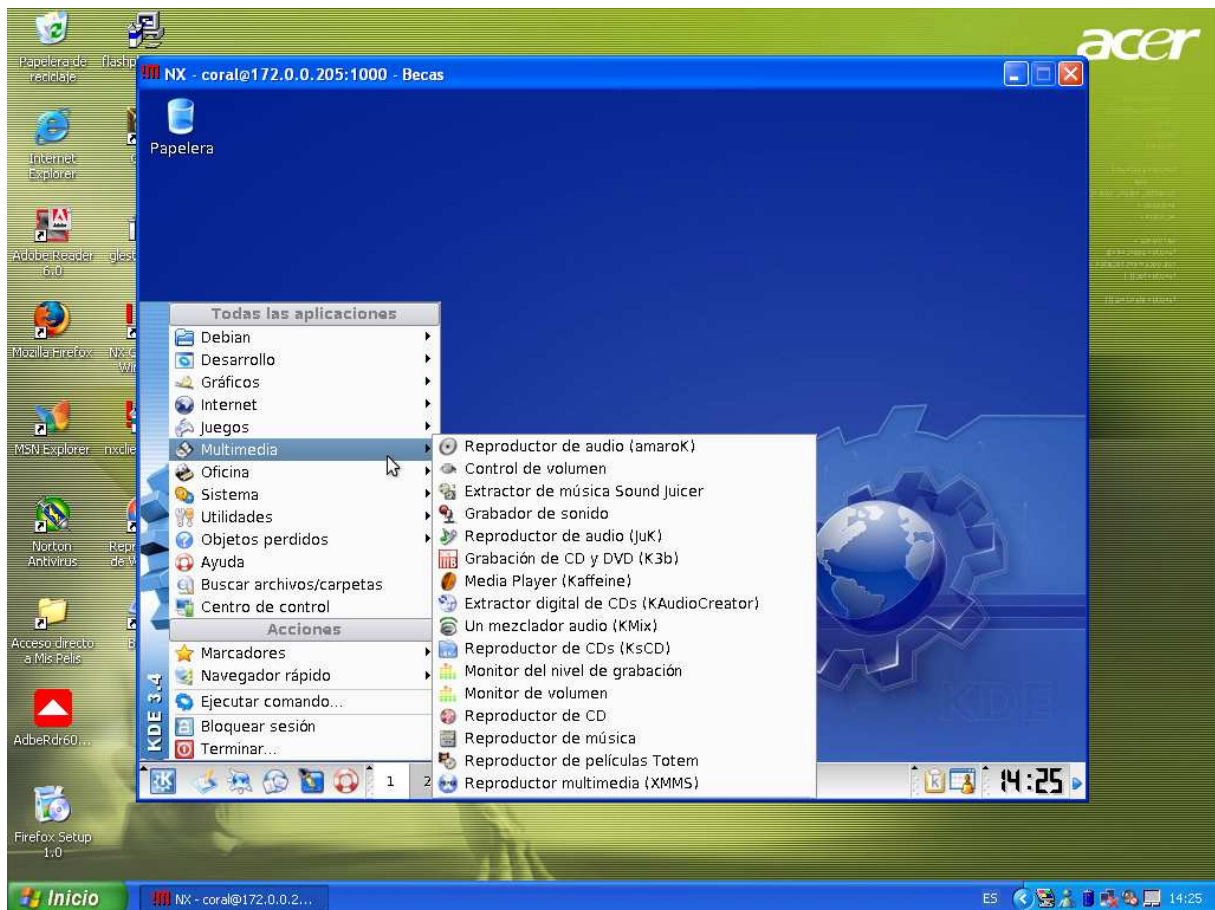 acer
Papelera de
reciclaje
Internet
Explorer
Adobe Reader
6.0
Mozilla Firefox
MSN Explorer
Norton
Antivirus
Acceso directo
a Mis Pelis
AdbeRdr60...
Firefox Setup
1.0
NX - coral@172.0.0.205:1000 - Becas
Papelera
Todas las aplicaciones
Debian
Desarrollo
Gráficos
Internet
Juegos
Multimedia
Oficina
Sistema
Utilidades
Objetos perdidos
Ayuda
Buscar archivos/carpetas
Centro de control
Acciones
Marcadores
Navegador rápido
Ejecutar comando...
Bloquear sesión
Terminar...
KDE 3.4
Reproductor de audio (amaroK)
Control de volumen
Extractor de música Sound Juicer
Grabador de sonido
Reproductor de audio (JuK)
Grabación de CD y DVD (K3b)
Media Player (Kaffeine)
Extractor digital de CDs (KAudioCreator)
Un mezclador audio (KMix)
Reproductor de CDs (KsCD)
Monitor del nivel de grabación
Monitor de volumen
Reproductor de CD
Reproductor de música
Reproductor de películas Totem
Reproductor multimedia (XMMS)
KDE
1 2
14:25
Inicio
NX - coral@172.0.0.2...
ES
14:25